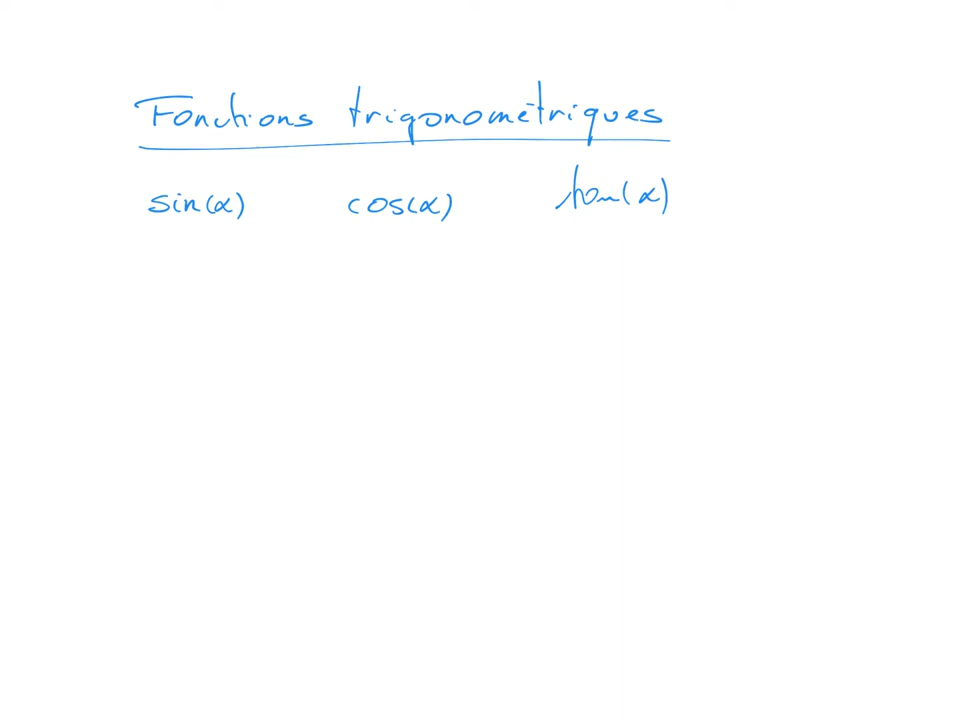 Fonctions trigonométriques
sin(α) cos(α) tan(α)